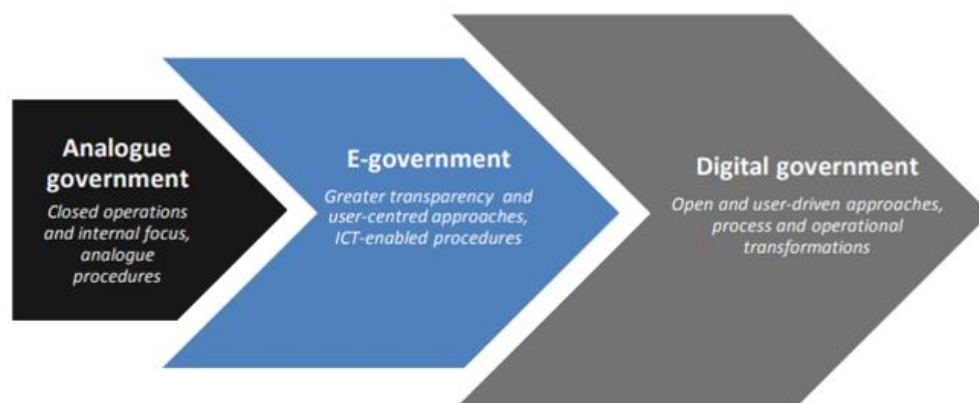 Analogue
government
Closed operations
and internal focus,
analogue
procedures
E-government
Greater transparency and
user-centred approaches,
ICT-enabled procedures
Digital government
Open and user-driven approaches,
process and operational
transformations